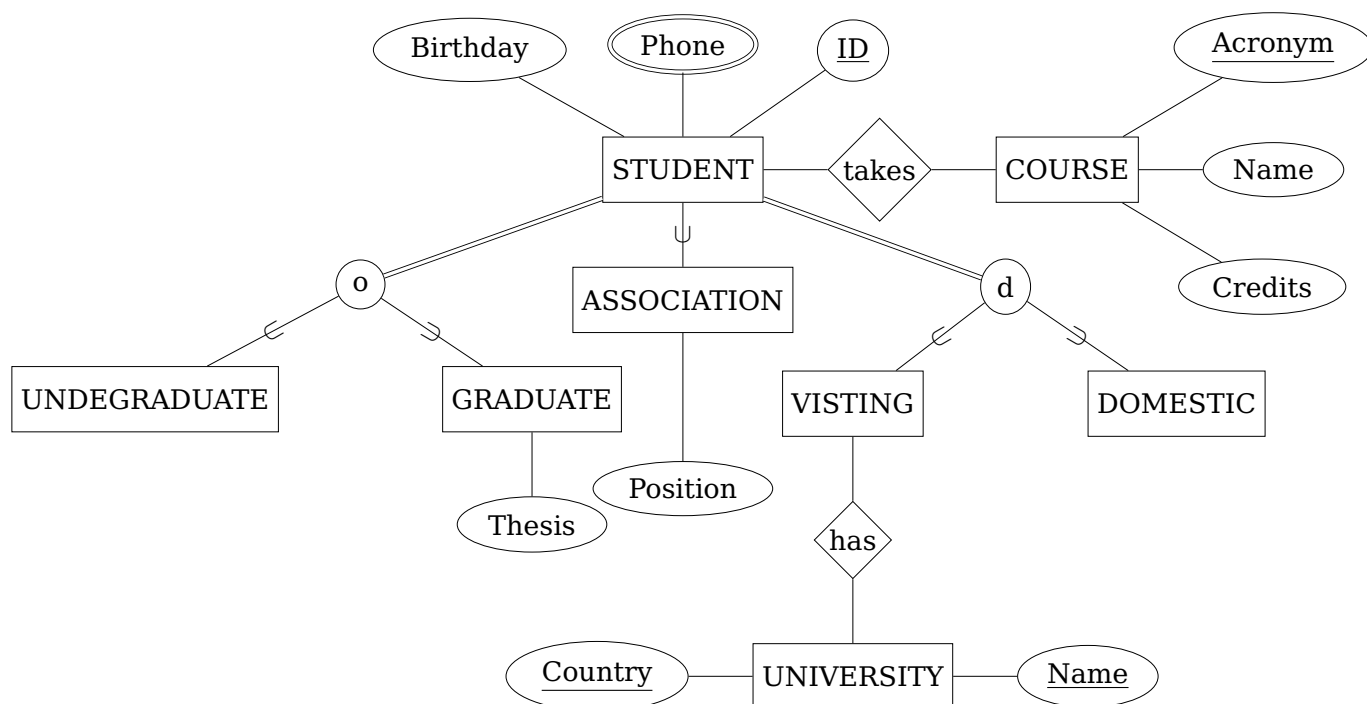 Birthday
Phone
ID
Acronym
STUDENT
takes
COURSE
Name
o
ASSOCIATION
d
Credits
UNDEGRADUATE
GRADUATE
VISTING
DOMESTIC
Position
Thesis
has
Country
UNIVERSITY
Name